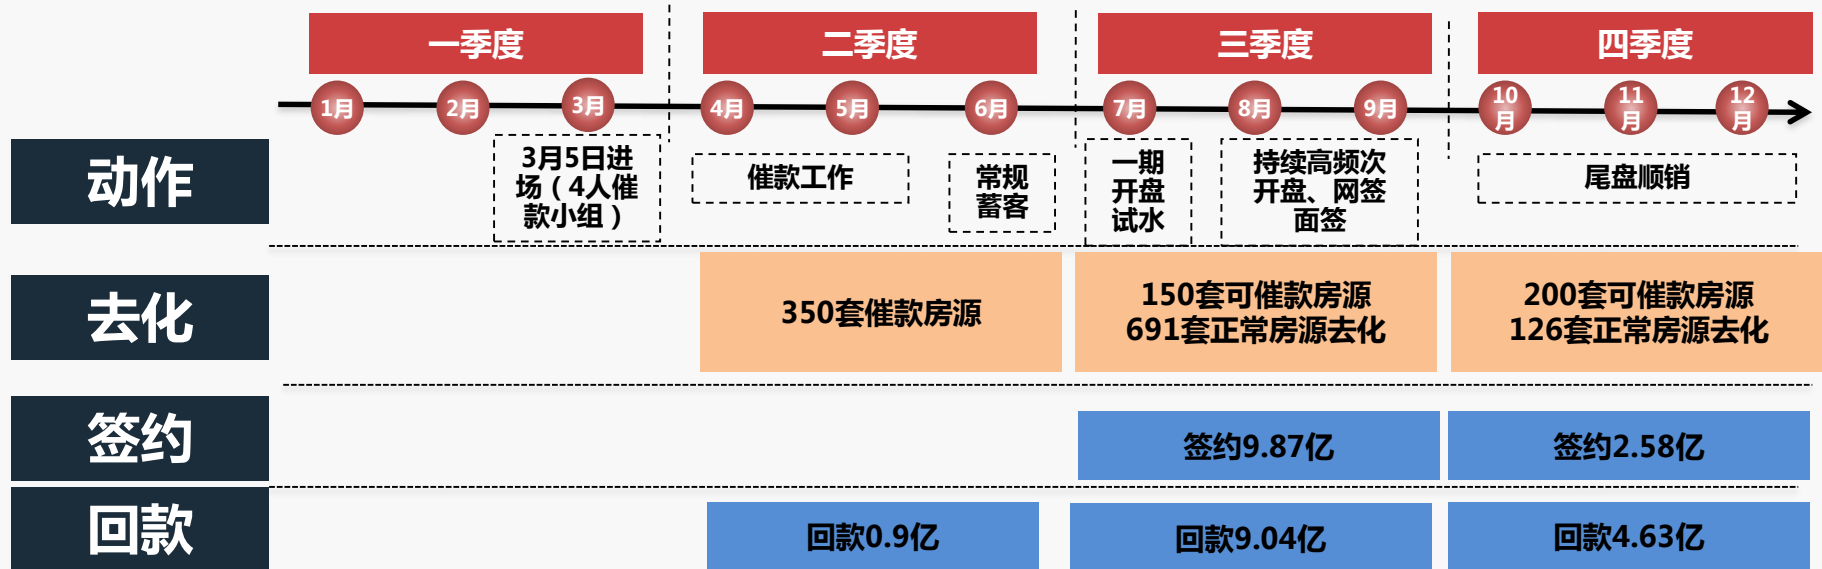 一季度
二季度
三季度
四季度
1月
2月
3月
4月
5月
6月
7月
8月
9月
10
月
11
月
12
月
动作
3月5日进
场（4人催
款小组）
催款工作
常规
蓄客
一期
开盘
试水
持续高频次
开盘、网签
面签
尾盘顺销
去化
350套催款房源
150套可催款房源
691套正常房源去化
200套可催款房源
126套正常房源去化
签约
签约9.87亿
签约2.58亿
回款
回款0.9亿
回款9.04亿
回款4.63亿